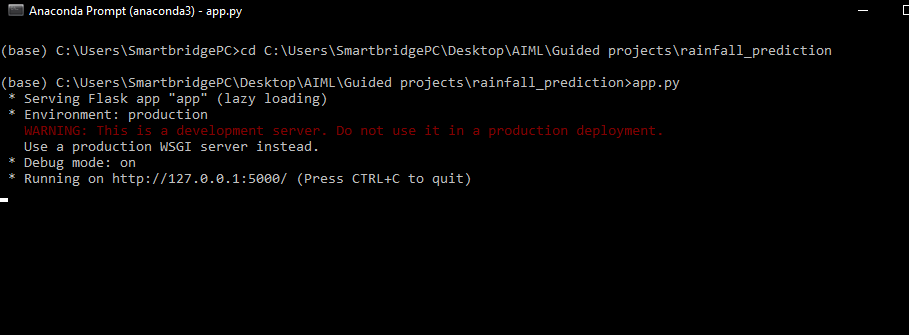 Anaconda Prompt (anaconda3) - app.py
(base) C:\Users\SmartbridgePC>cd C:\Users\SmartbridgePC\Desktop\AIML\Guided projects\rainfall_prediction
(base) C:\Users\SmartbridgePC\Desktop\AIML\Guided projects\rainfall_prediction>app.py
* Serving Flask app "app" (lazy loading)
* Environment: production
WARNING: This is a development server. Do not use it in a production deployment.
Use a production WSGI server instead.
* Debug mode: on
* Running on http://127.0.0.1:5000/ (Press CTRL+C to quit)